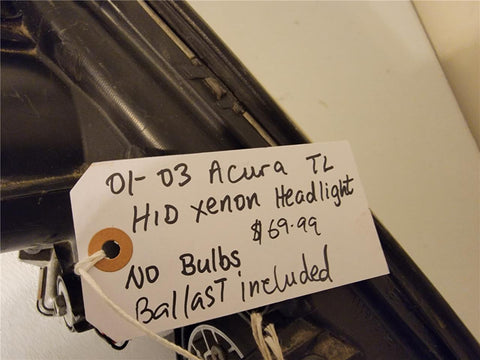 01-03 Acura TL
HID xenon Headlight
$69.99
No Bulbs
BallasT included